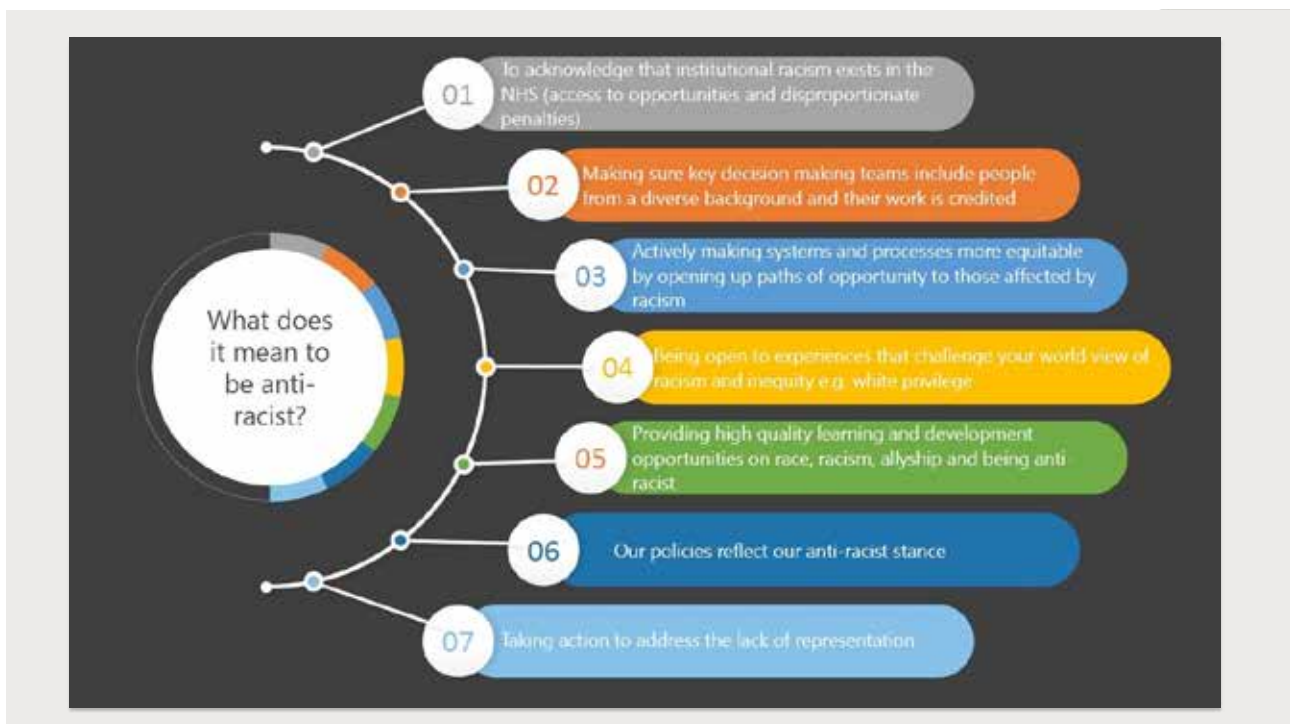 What does
it mean to
be anti-
racist?
01
To acknowledge that institutional racism exists in the
NHS (access to opportunities and disproportionate
penalties)
02
Making sure key decision making teams include people
from a diverse background and their work is credited
03
Actively making systems and processes more equitable
by opening up paths of opportunity to those affected by
racism
04
Being open to experiences that challenge your world view of
racism and inequity e.g. white privilege
05
Providing high quality learning and development
opportunities on race, racism, allyship and being anti
racist
06
Our policies reflect our anti-racist stance
07
Taking action to address the lack of representation